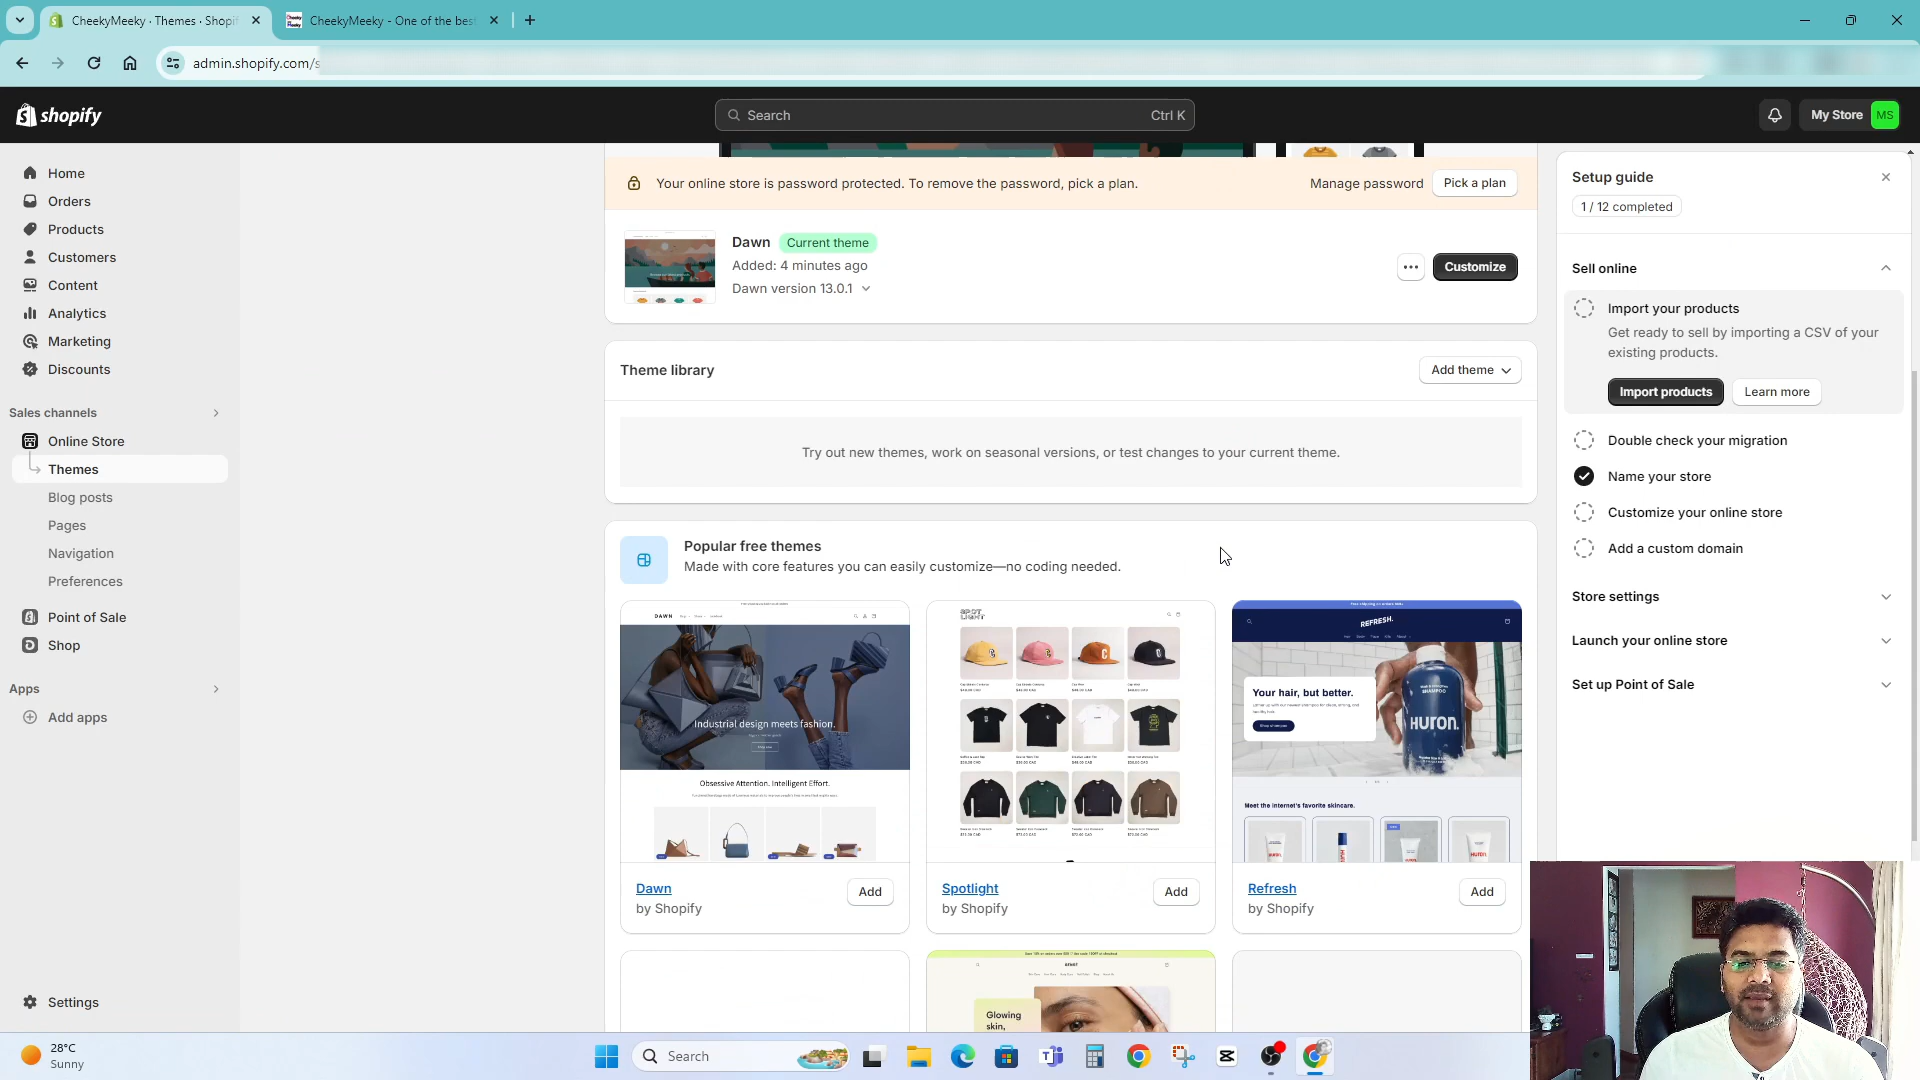 CheekyMeeky · Themes · Shopif
CheekyMeeky - One of the best
admin.shopify.com/s
shopify
Search
Ctrl K
My Store
MS
Home
Orders
Products
Customers
Content
Analytics
Marketing
Discounts
Sales channels
Online Store
Themes
Blog posts
Pages
Navigation
Preferences
Point of Sale
Shop
Apps
Add apps
Settings
Your online store is password protected. To remove the password, pick a plan.
Manage password
Pick a plan
Dawn
Current theme
Added: 4 minutes ago
Dawn version 13.0.1
Customize
Theme library
Add theme
Try out new themes, work on seasonal versions, or test changes to your current theme.
Popular free themes
Made with core features you can easily customize—no coding needed.
DAWN
Industrial design meets fashion.
Obsessive Attention. Intelligent Effort.
Dawn
by Shopify
Add
SPOT
LIGHT
Spotlight
by Shopify
Add
REFRESH.
Your hair, but better.
Shop shampoo
SHAMPOO
HURON.
Meet the internet's favorite skincare.
Refresh
by Shopify
Add
Glowing
skin,
Setup guide
1 / 12 completed
Sell online
Import your products
Get ready to sell by importing a CSV of your
existing products.
Import products
Learn more
Double check your migration
Name your store
Customize your online store
Add a custom domain
Store settings
Launch your online store
Set up Point of Sale
28°C
Sunny
Search